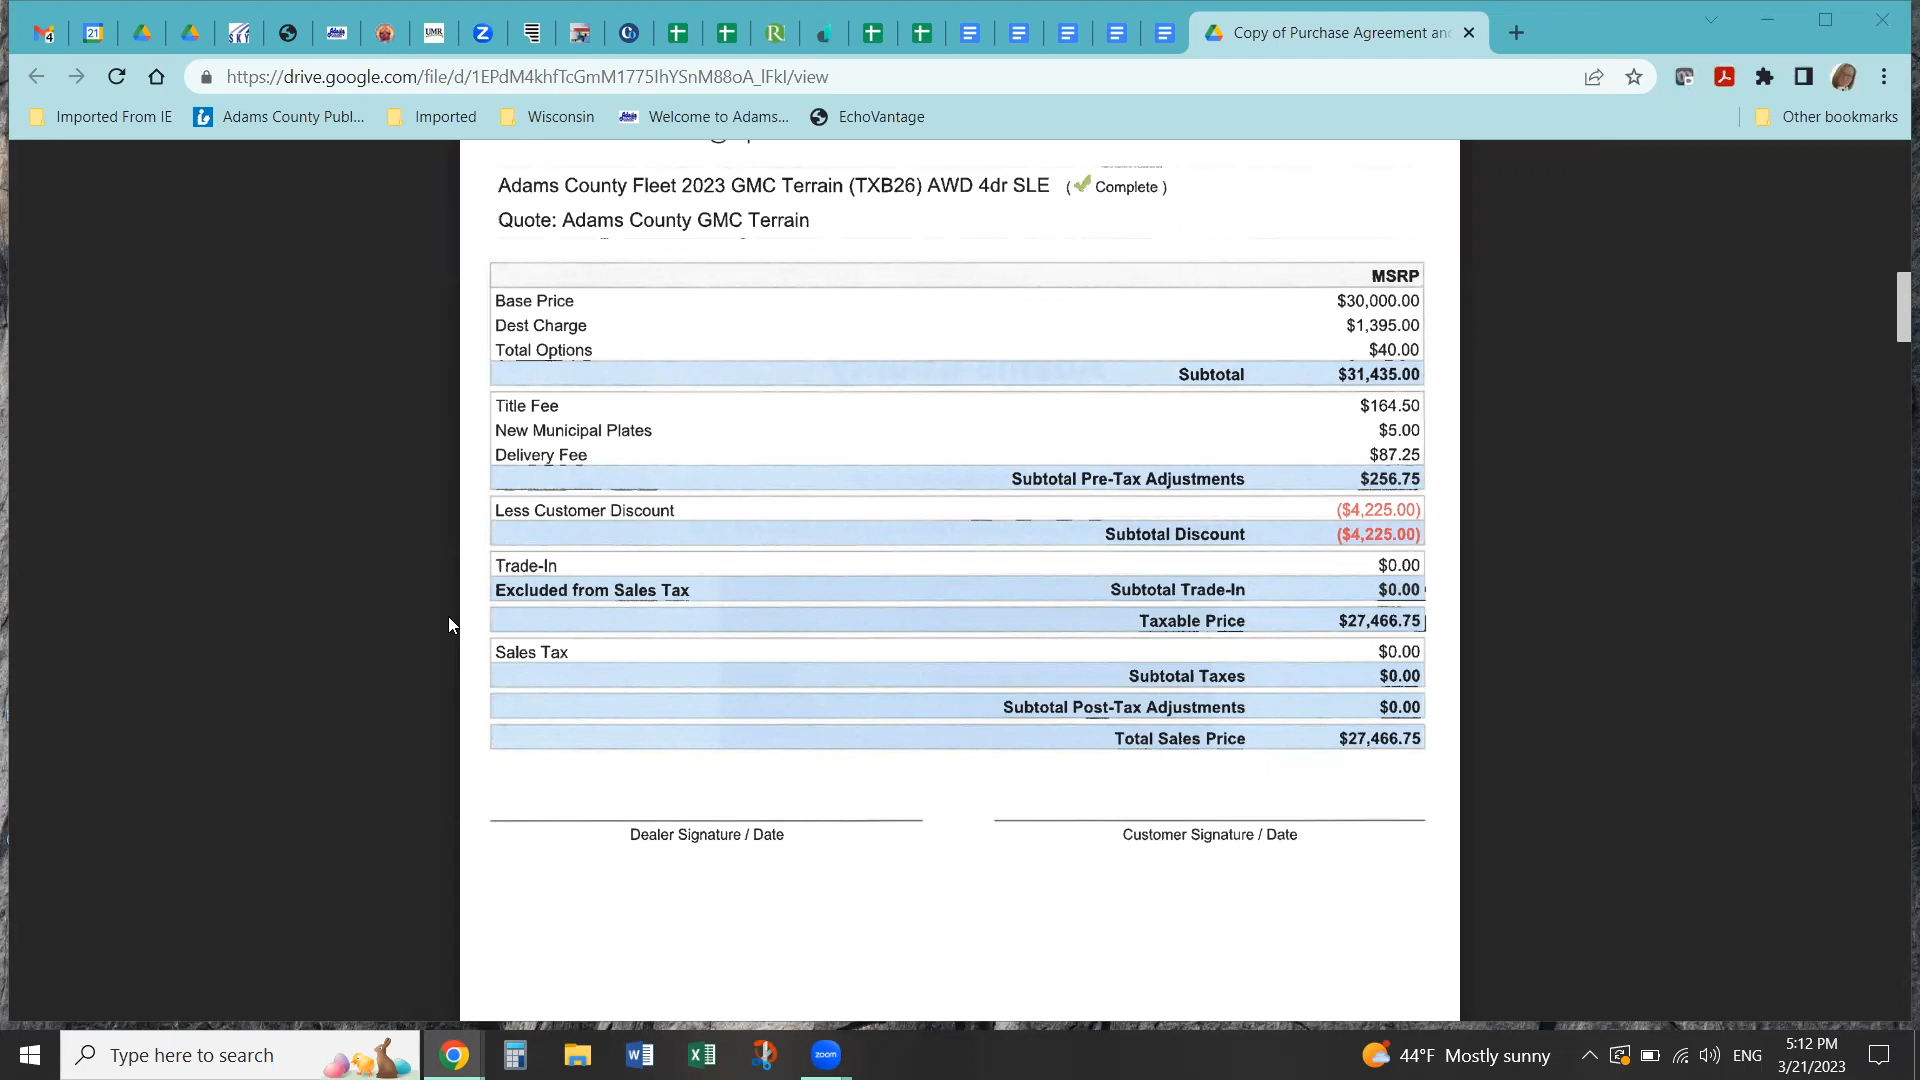 Copy of Purchase Agreement an
https://drive.google.com/file/d/1EPdM4khfTcGmM1775IhYSnM88oA_lFkI/view
Imported From IE Adams County Publ... Imported Wisconsin Welcome to Adams... EchoVantage Other bookmarks
Adams County Fleet 2023 GMC Terrain (TXB26) AWD 4dr SLE ( Complete )
Quote: Adams County GMC Terrain
MSRP
Base Price $30,000.00
Dest Charge $1,395.00
Total Options $40.00
Subtotal $31,435.00
Title Fee $164.50
New Municipal Plates $5.00
Delivery Fee $87.25
Subtotal Pre-Tax Adjustments $256.75
Less Customer Discount ($4,225.00)
Subtotal Discount ($4,225.00)
Trade-In $0.00
Excluded from Sales Tax Subtotal Trade-In $0.00
Taxable Price $27,466.75
Sales Tax $0.00
Subtotal Taxes $0.00
Subtotal Post-Tax Adjustments $0.00
Total Sales Price $27,466.75
Dealer Signature / Date Customer Signature / Date
Type here to search zoom 44°F Mostly sunny ENG 5:12 PM
3/21/2023